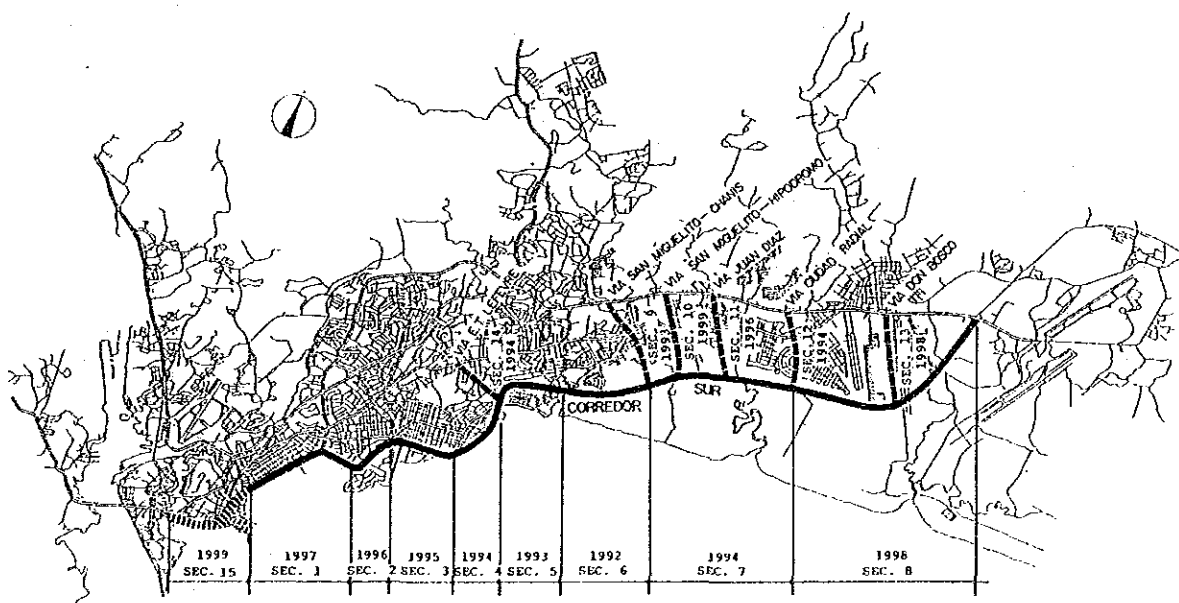 VIA SAN MIGUELITO-CHANIS
VIA SAN MIGUELITO-HIPODROMO
VIA JUAN DIAZ
VIA CIUDAD RADIAL
VIA DON BOSCO
ITI
SEC. 14
1994
SEC. 9
1993
SEC. 10
1999
SEC. 11
1996
SEC. 12
1994
SEC. 13
1998
CORREDOR SUR
1999 1997 1996 1995 1994 1993 1992 1994 1998
SEC. 15 SEC. 1 SEC. 2 SEC. 3 SEC. 4 SEC. 5 SEC. 6 SEC. 7 SEC. 8